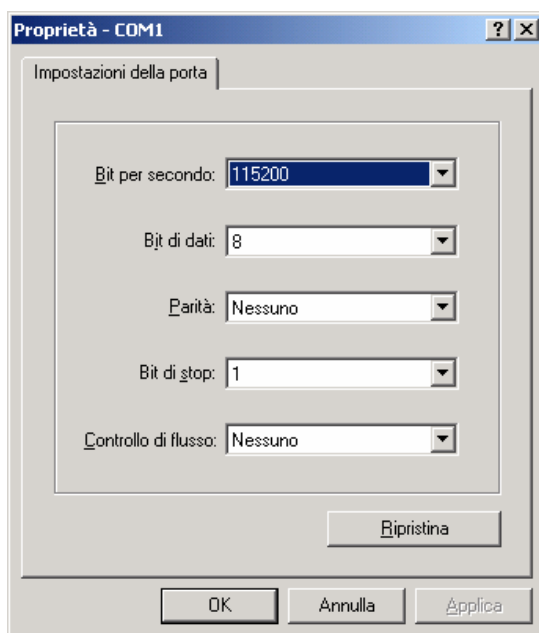 Proprietà - COM1
Impostazioni della porta
Bit per secondo: 115200
Bit di dati: 8
Parità: Nessuno
Bit di stop: 1
Controllo di flusso: Nessuno
Ripristina
OK Annulla Applica